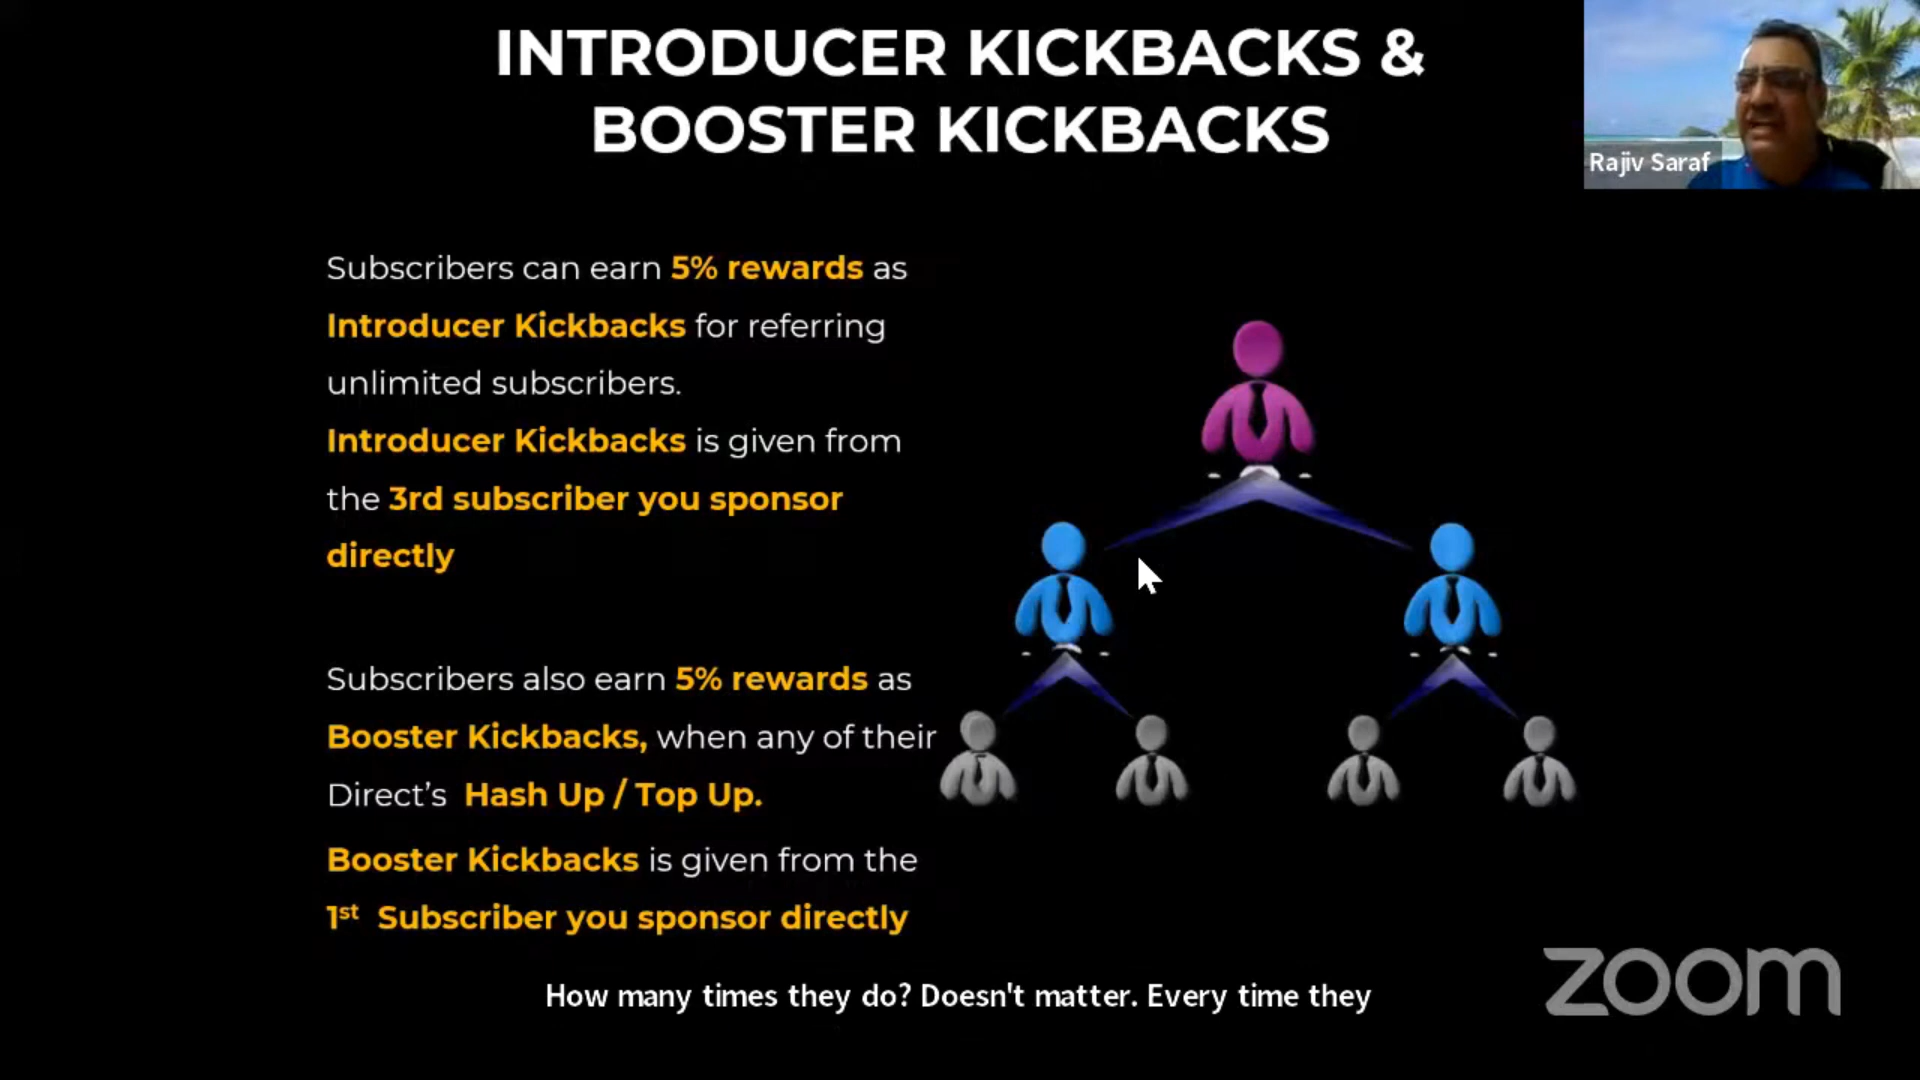 INTRODUCER KICKBACKS &
BOOSTER KICKBACKS
Rajiv Saraf
Subscribers can earn 5% rewards as
Introducer Kickbacks for referring
unlimited subscribers.
Introducer Kickbacks is given from
the 3rd subscriber you sponsor
directly
Subscribers also earn 5% rewards as
Booster Kickbacks, when any of their
Direct's Hash Up / Top Up.
Booster Kickbacks is given from the
1st Subscriber you sponsor directly
How many times they do? Doesn't matter. Every time they
zoom